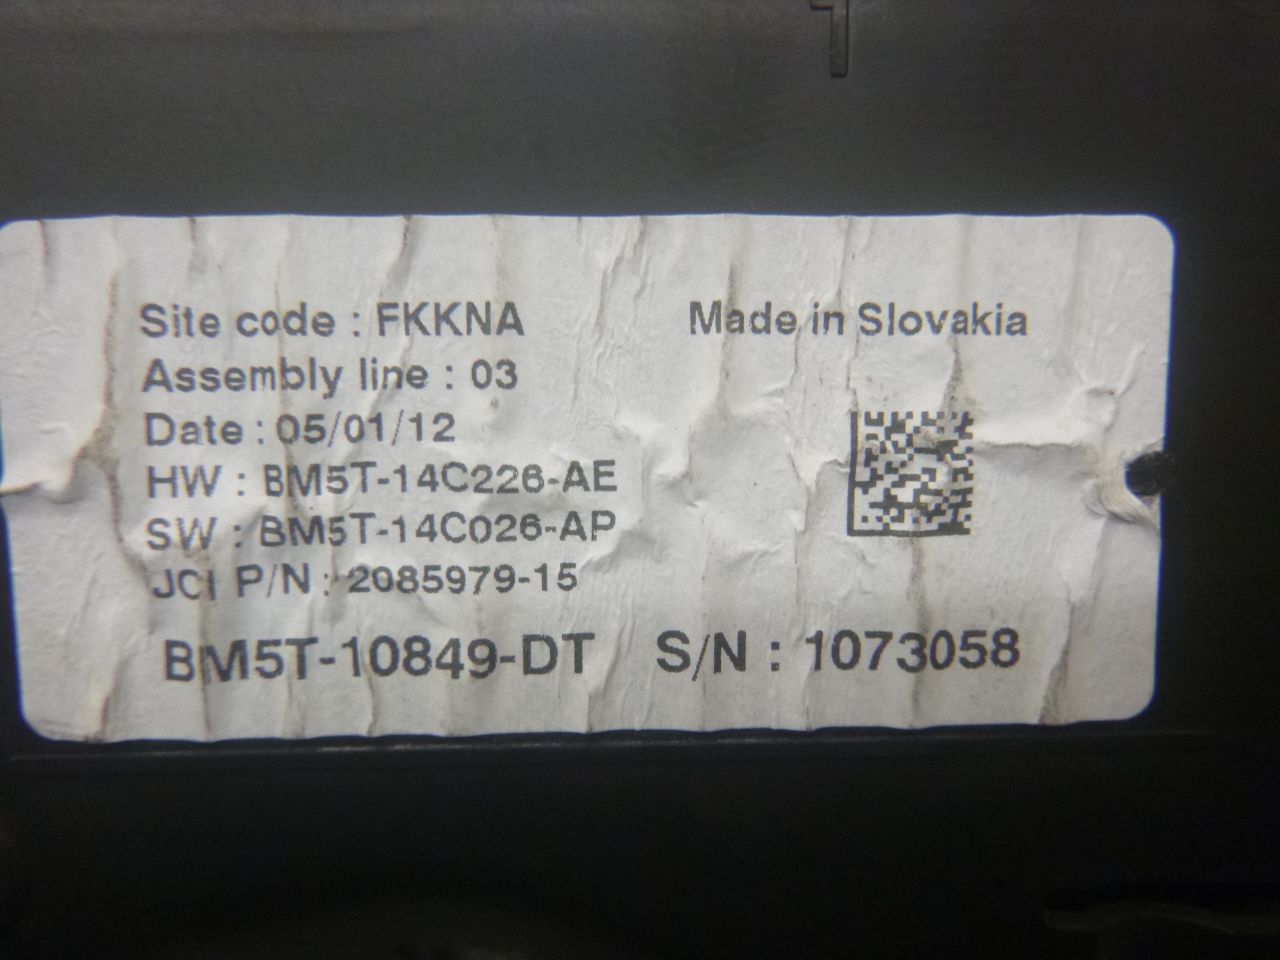 Site code : FKKNA
Made in Slovakia
Assembly line : 03
Date : 05/01/12
HW : BM5T-14C226-AE
SW : BM5T-14C026-AP
JCI P/N : 2085979-15
BM5T-10849-DT S/N : 1073058